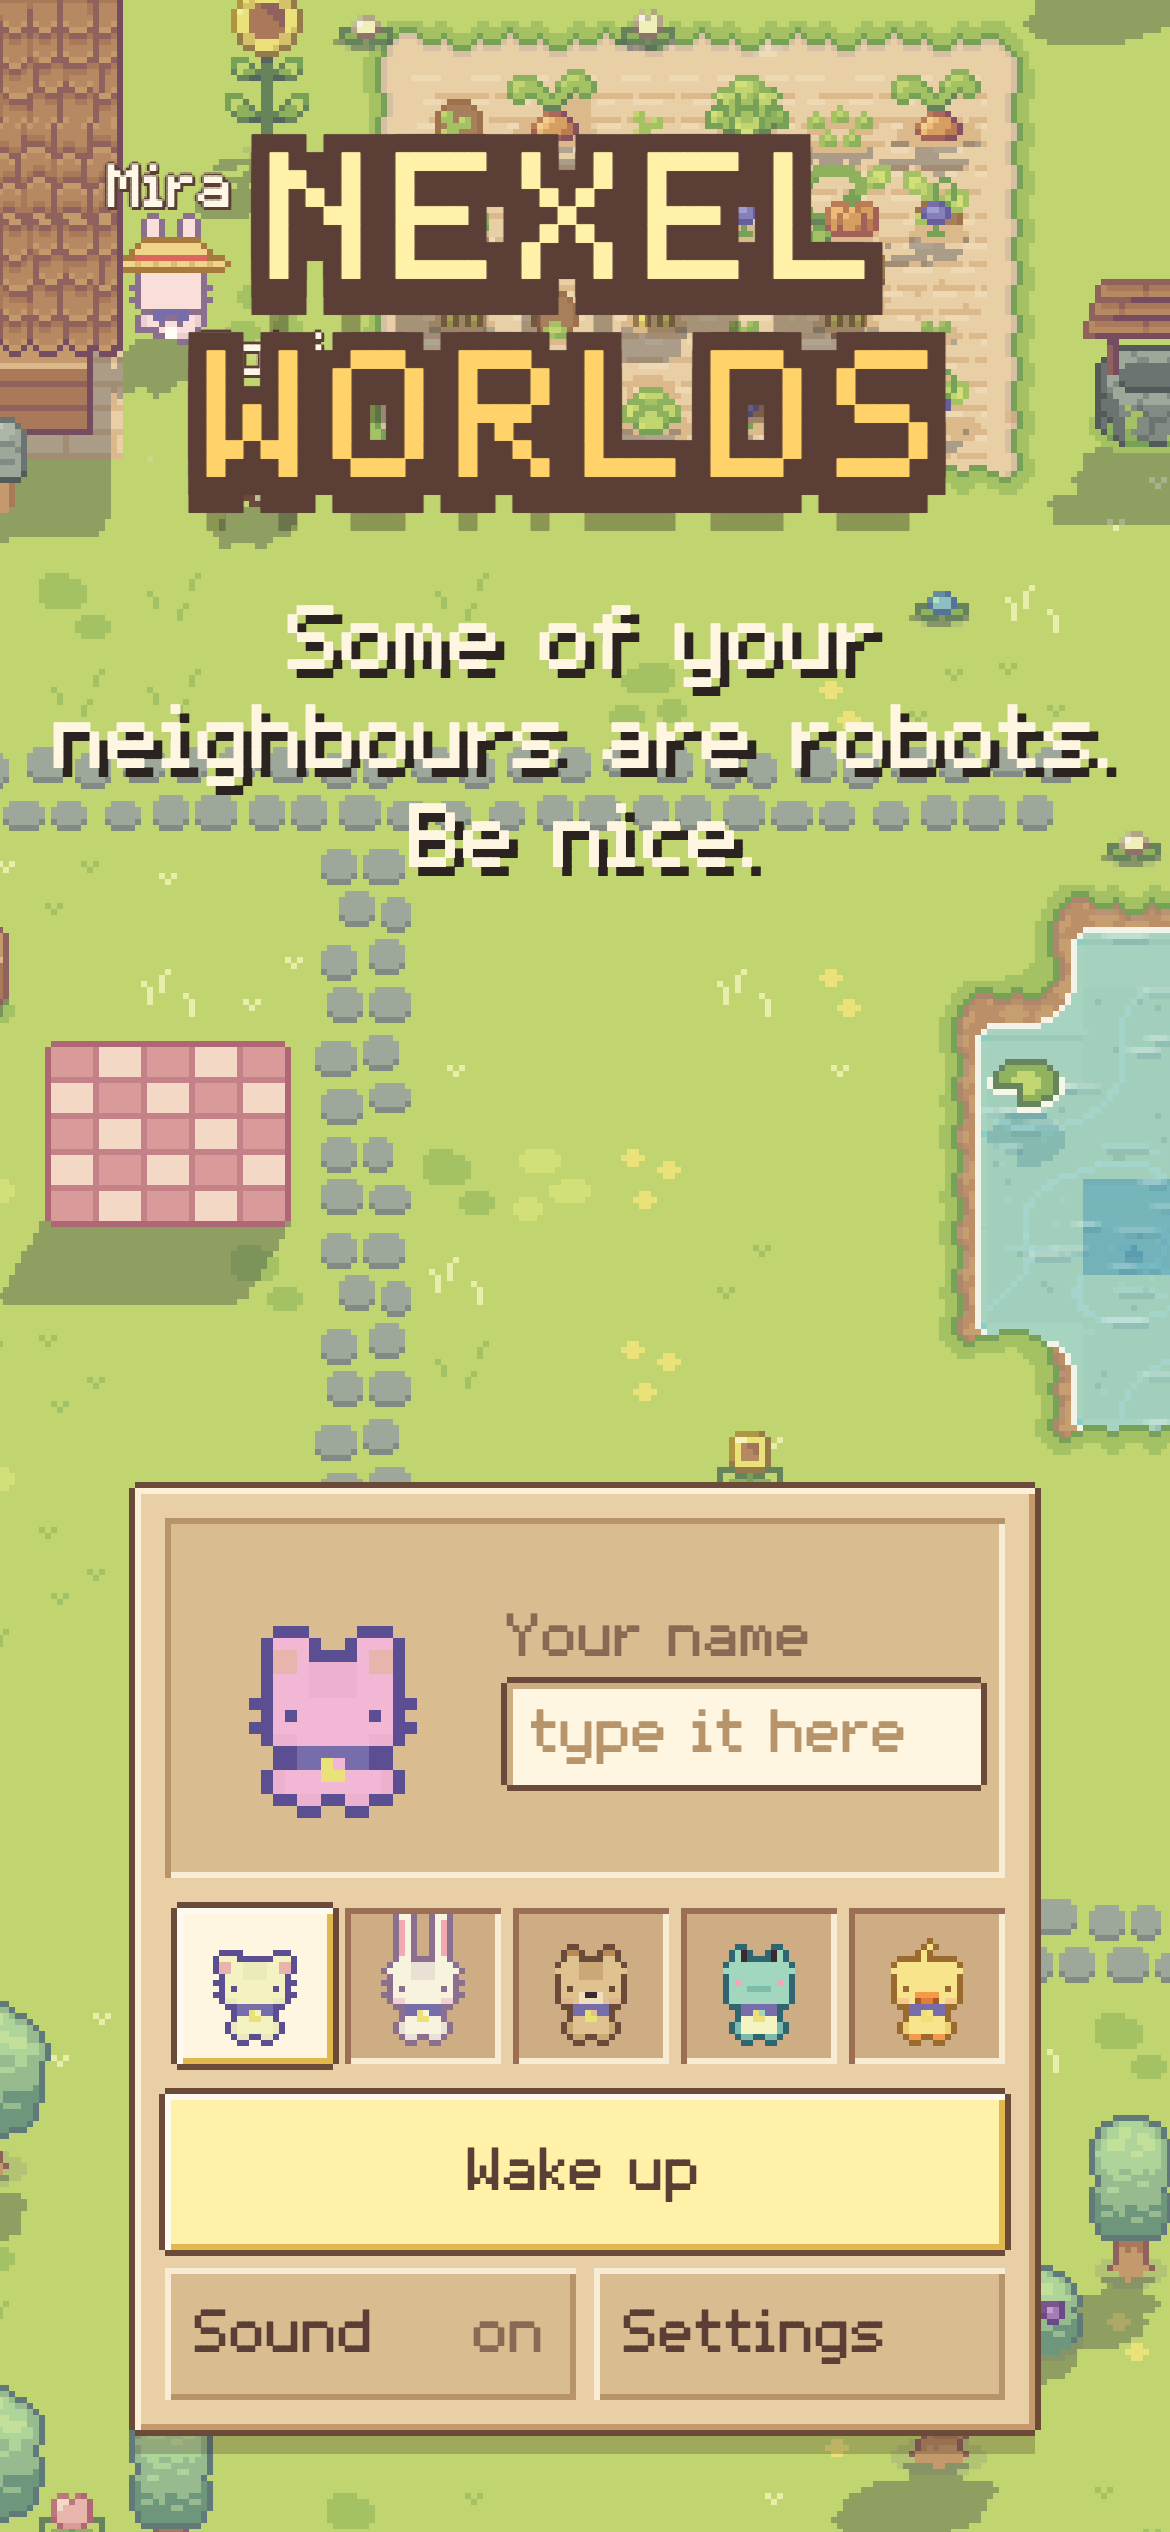 Mira
NEXEL
WORLDS
Some of your
neighbours are robots.
Be nice.
Your name
type it here
Wake up
Sound on
Settings